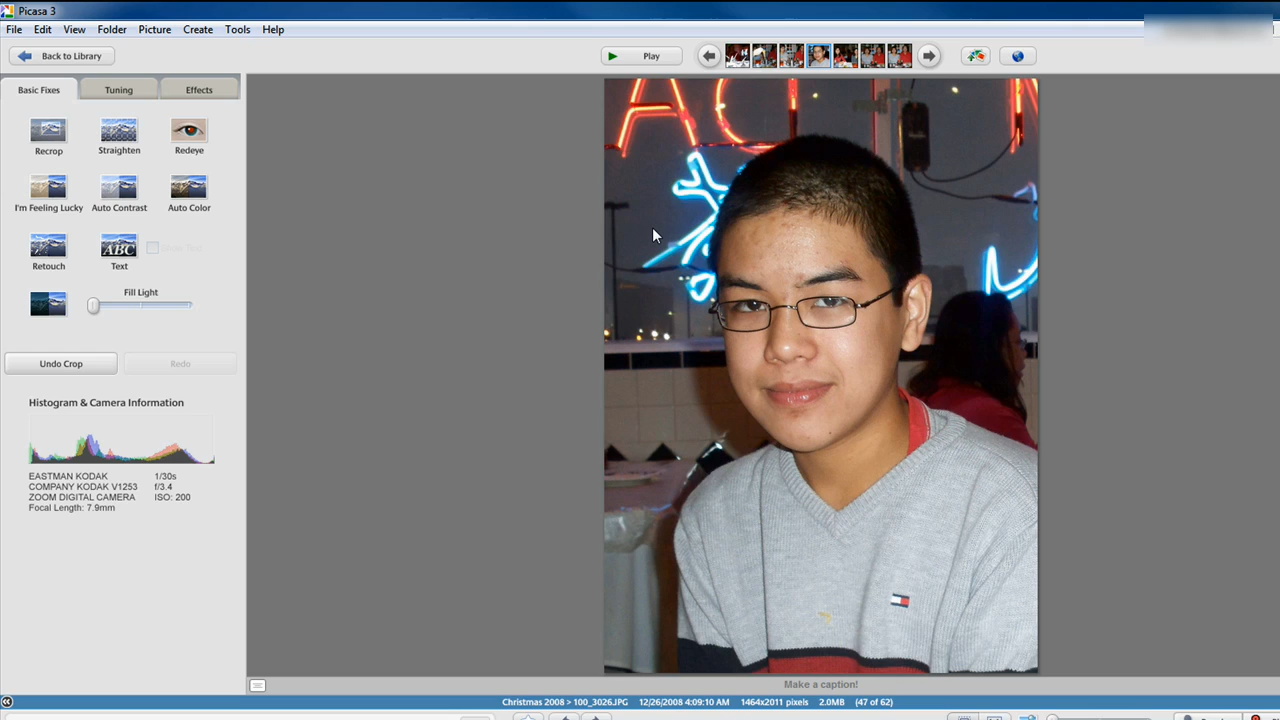 Picasa 3
File Edit View Folder Picture Create Tools Help
Back to Library
Play
Basic Fixes Tuning Effects
Recrop Straighten Redeye
I'm Feeling Lucky Auto Contrast Auto Color
ABC
Retouch Text
Fill Light
Undo Crop Redo
Histogram & Camera Information
EASTMAN KODAK 1/30s
COMPANY KODAK V1253 f/3.4
ZOOM DIGITAL CAMERA ISO: 200
Focal Length: 7.9mm
Make a caption!
Christmas 2008 > 100_3026.JPG 12/26/2008 4:09:10 AM 1464x2011 pixels 2.0MB (47 of 62)